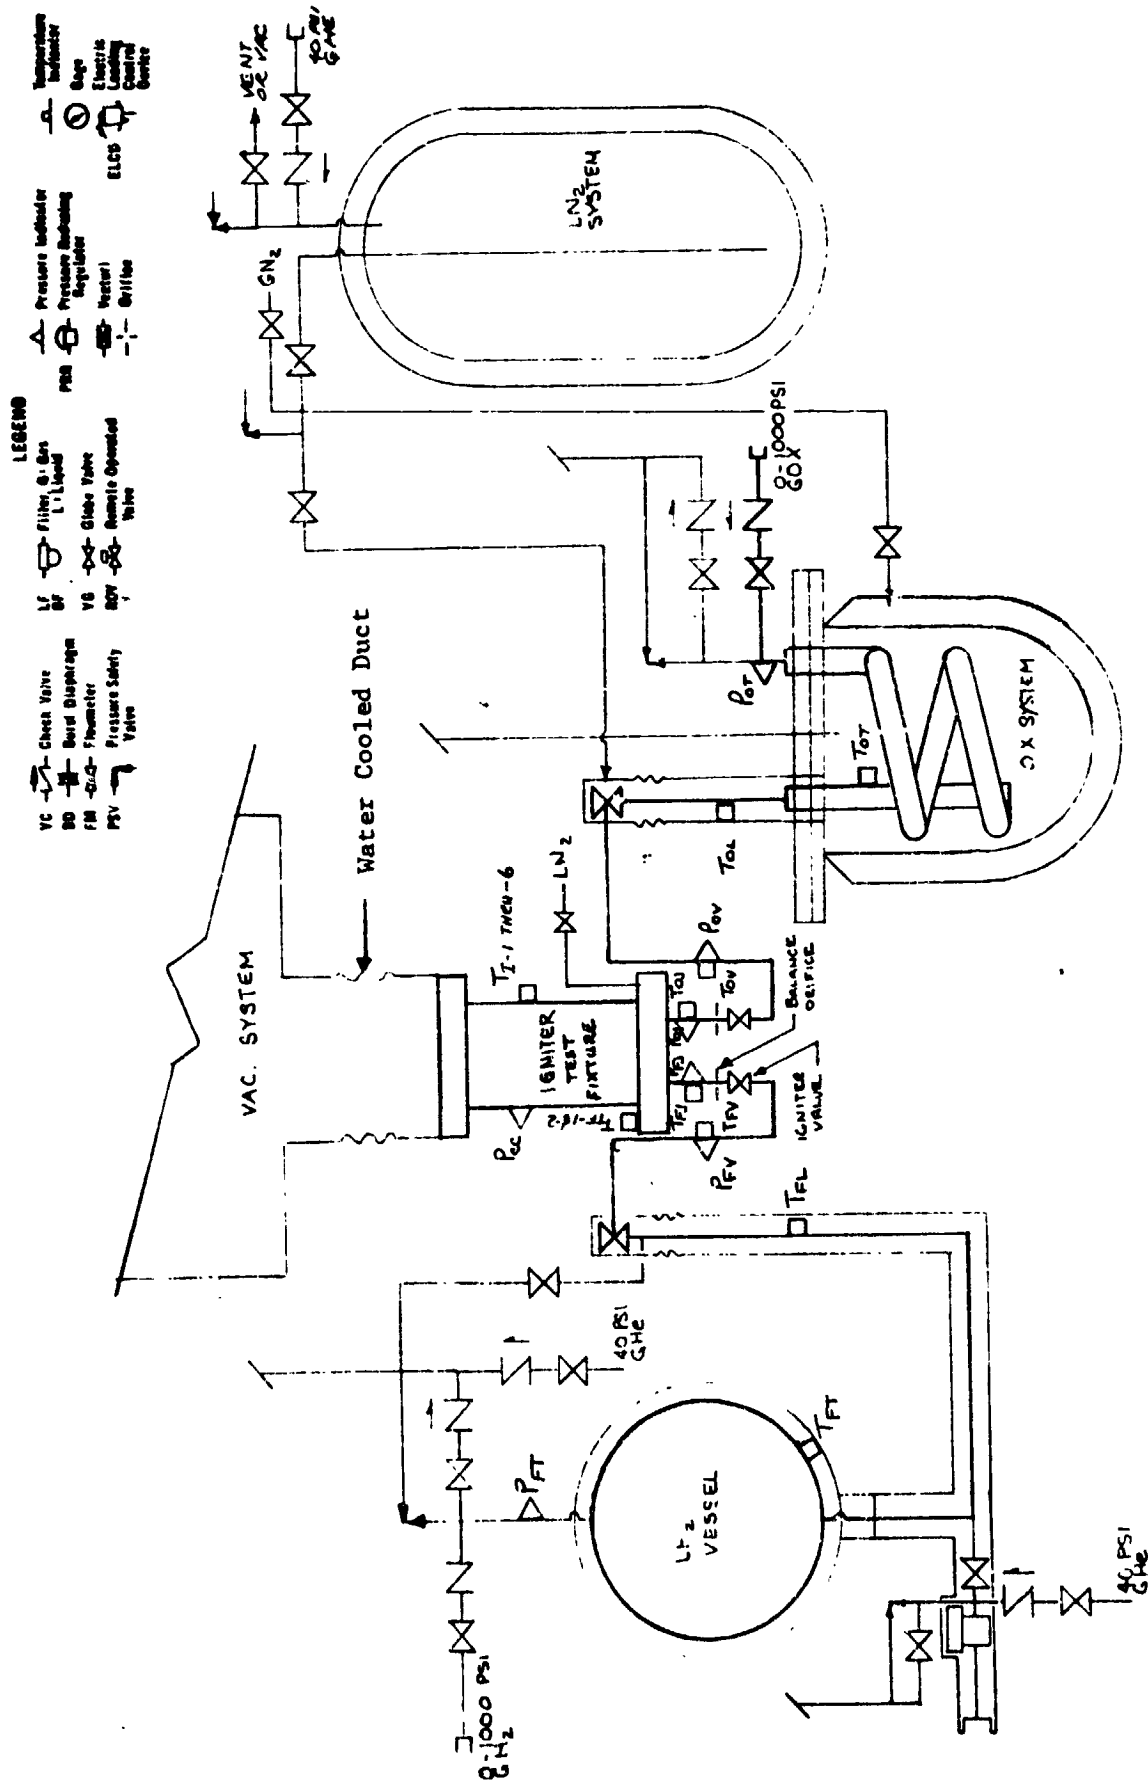 LEGEND
VC Check Valve
BD Burst Diaphragm
FM Flowmeter
PSV Pressure Safety
Valve
LF Filter, G: Gas
GF L: Liquid
VG Globe Valve
ROV Remote Operated
Valve
Pressure Indicator
PRR Pressure Reducing
Regulator
Venturi
Orifice
Temperature
Indicator
Gage
ELCD Electric
Loading
Control
Device
VENT
OR VAC
40 PSI
GHE
GN2
LN2
SYSTEM
VAC. SYSTEM
Water Cooled Duct
TI-1 THRU-6
LN2
IGNITER
TEST
FIXTURE
PCC
TOJ
TFJ
PFJ
TOV
POV
TFV
PFV
BALANCE
ORIFICE
IGNITER
VALVE
TOL
TOT
POT
0-1000 PSI
GOX
OX SYSTEM
TFL
40 PSI
GHe
PFT
TFT
LH2
VESSEL
0-1000 PSI
GH2
40 PSI
GHe